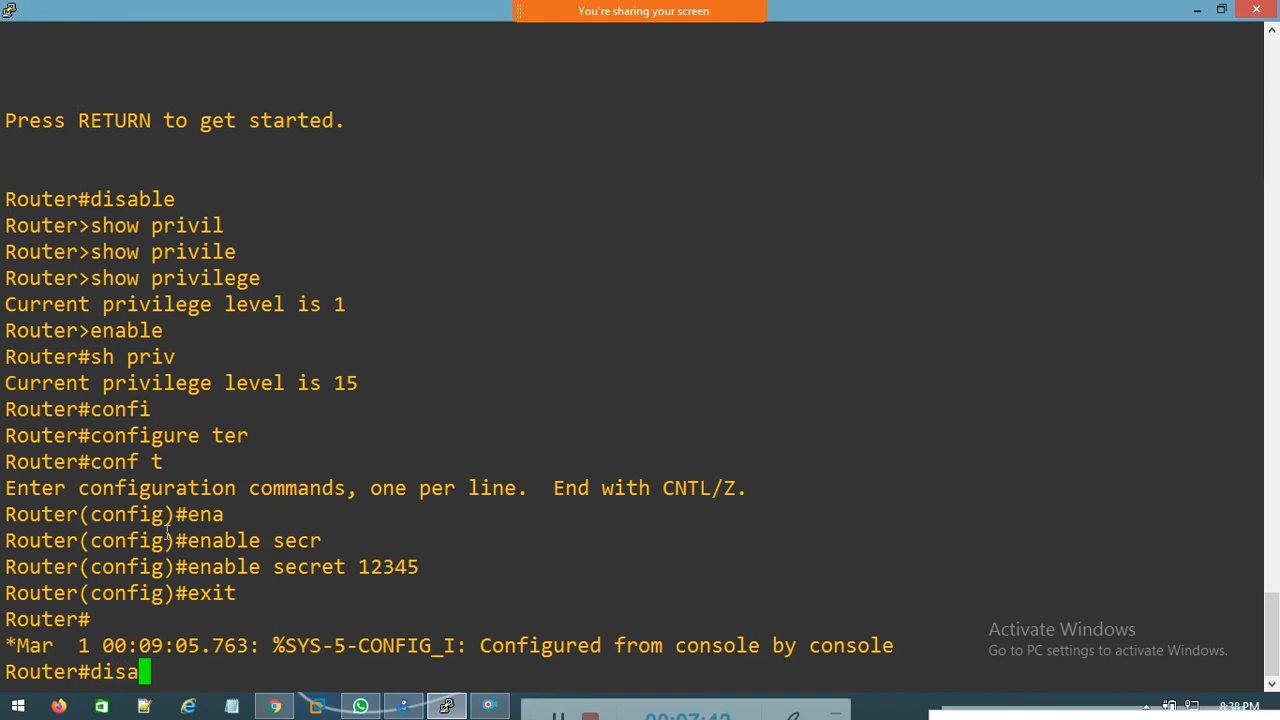 You're sharing your screen
Press RETURN to get started.
Router#disable
Router>show privil
Router>show privile
Router>show privilege
Current privilege level is 1
Router>enable
Router#sh priv
Current privilege level is 15
Router#confi
Router#configure ter
Router#conf t
Enter configuration commands, one per line.  End with CNTL/Z.
Router(config)#ena
Router(config)#enable secr
Router(config)#enable secret 12345
Router(config)#exit
Router#
*Mar  1 00:09:05.763: %SYS-5-CONFIG_I: Configured from console by console
Router#disa
Activate Windows
Go to PC settings to activate Windows.
8:38 PM